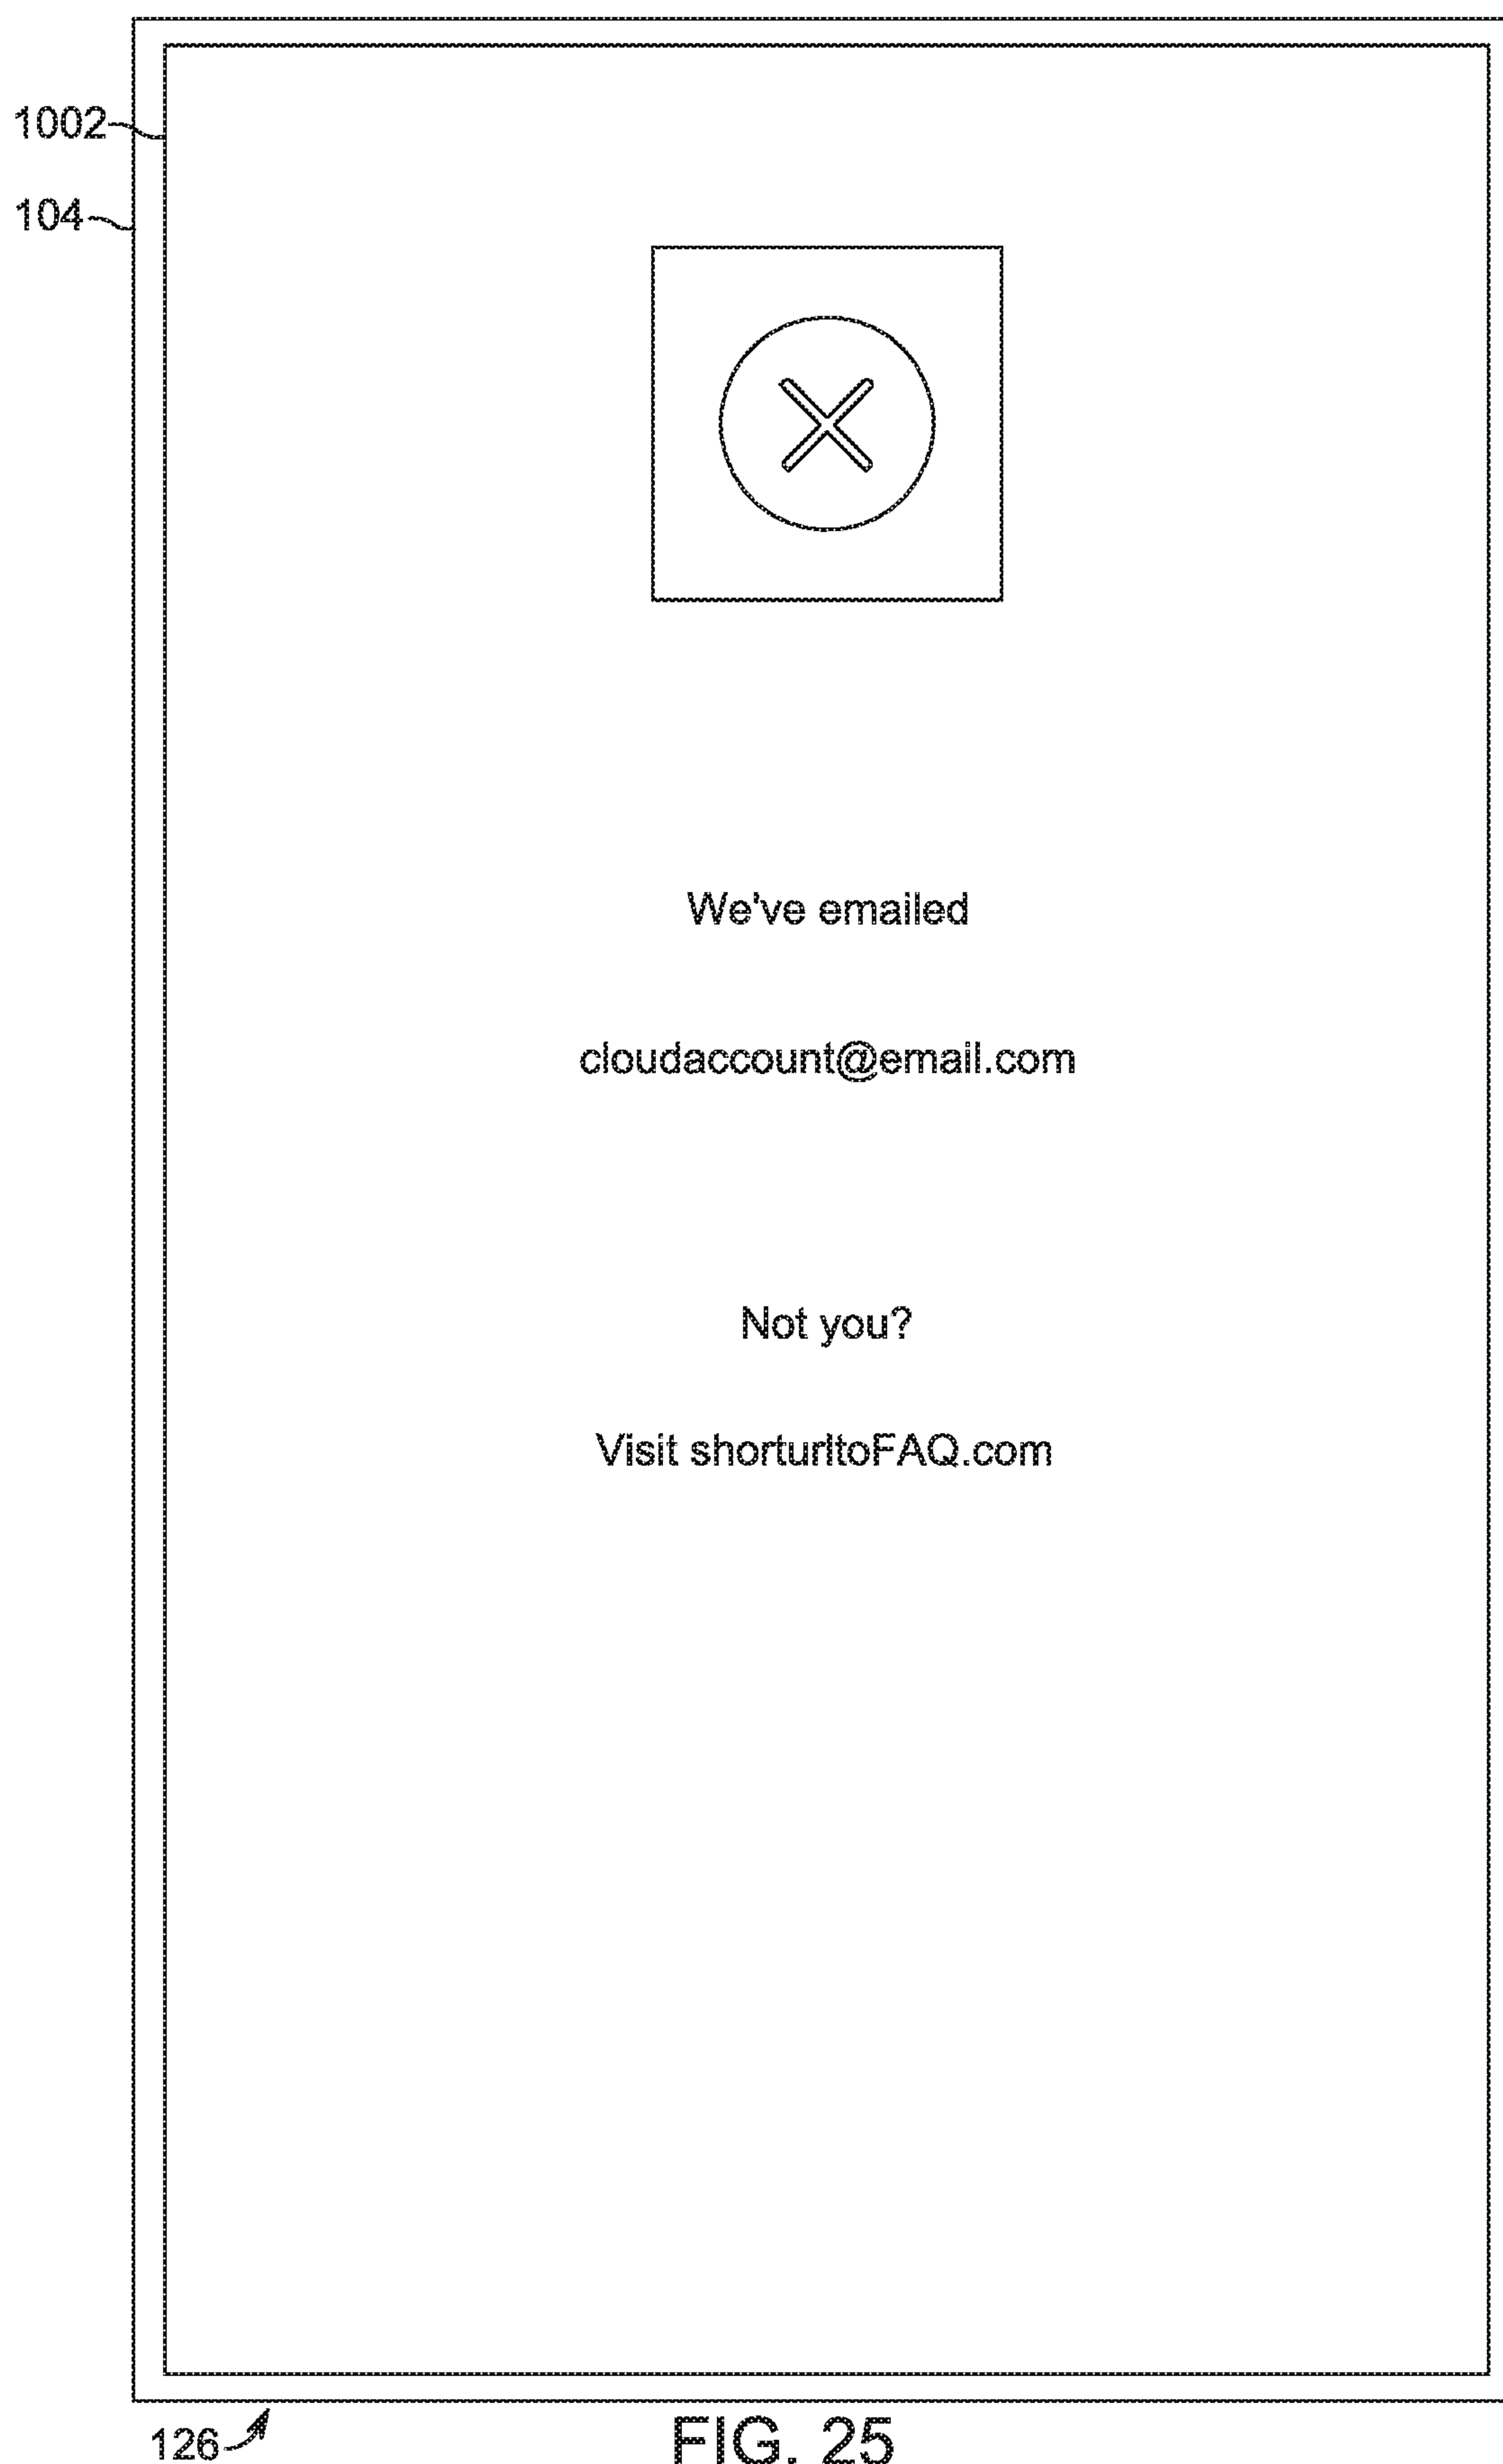 1002
104
We've emailed
cloudaccount@email.com
Not you?
Visit shorturltoFAQ.com
126
FIG. 25